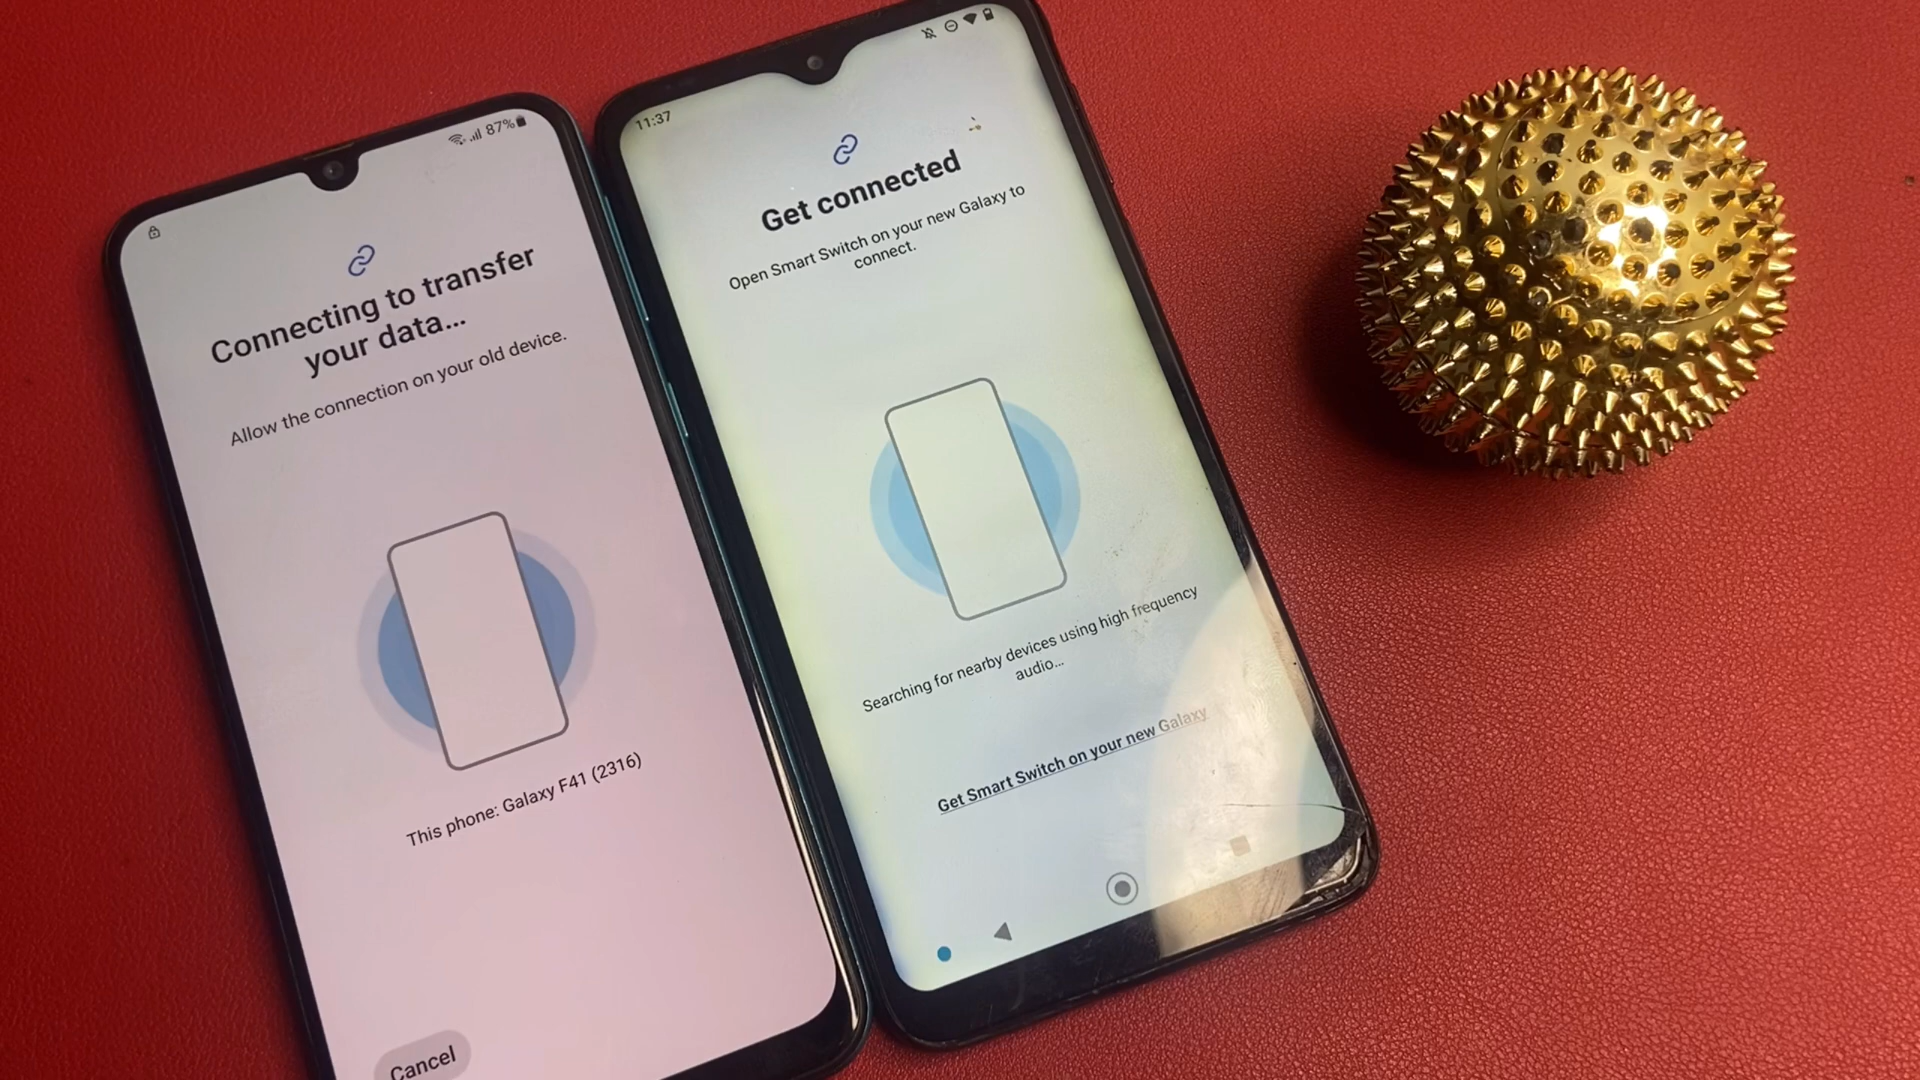 87%
Connecting to transfer
your data...
Allow the connection on your old device.
This phone: Galaxy F41 (2316)
Cancel
11:37
Get connected
Open Smart Switch on your new Galaxy to
connect.
Searching for nearby devices using high frequency
audio...
Get Smart Switch on your new Galaxy